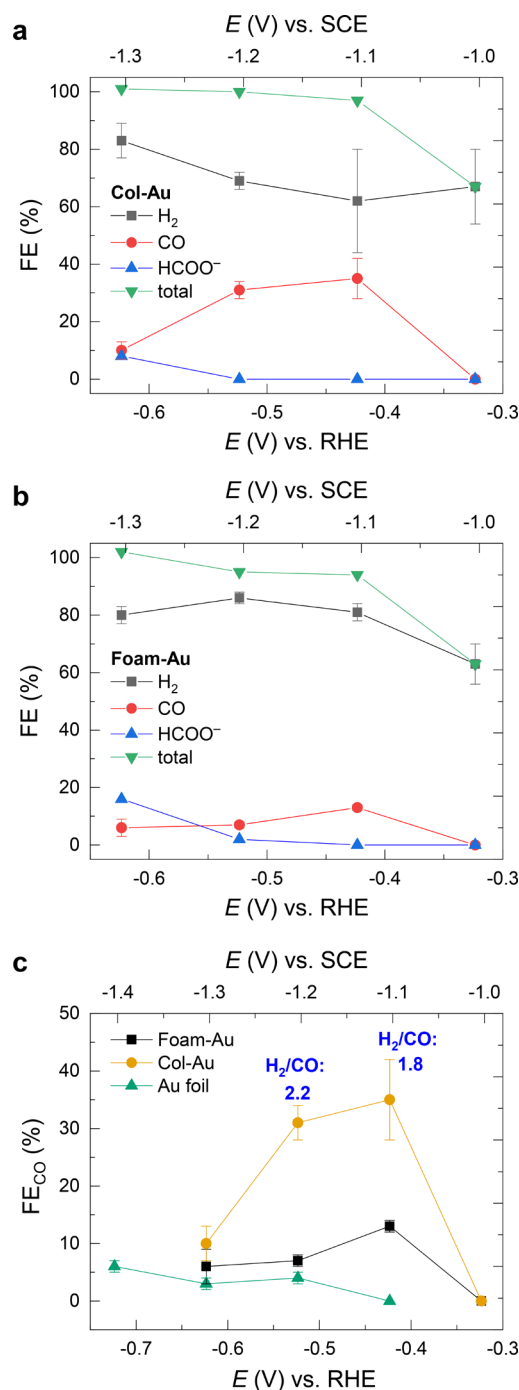 a
E (V) vs. SCE
-1.3 -1.2 -1.1 -1.0
100
80
60
40
20
0
FE (%)
Col-Au
H₂
CO
HCOO⁻
total
-0.6 -0.5 -0.4 -0.3
E (V) vs. RHE
b
E (V) vs. SCE
-1.3 -1.2 -1.1 -1.0
100
80
60
40
20
0
FE (%)
Foam-Au
H₂
CO
HCOO⁻
total
-0.6 -0.5 -0.4 -0.3
E (V) vs. RHE
c
E (V) vs. SCE
-1.4 -1.3 -1.2 -1.1 -1.0
50
40
30
20
10
0
FE_CO (%)
Foam-Au
Col-Au
Au foil
H₂/CO:
2.2
H₂/CO:
1.8
-0.7 -0.6 -0.5 -0.4 -0.3
E (V) vs. RHE